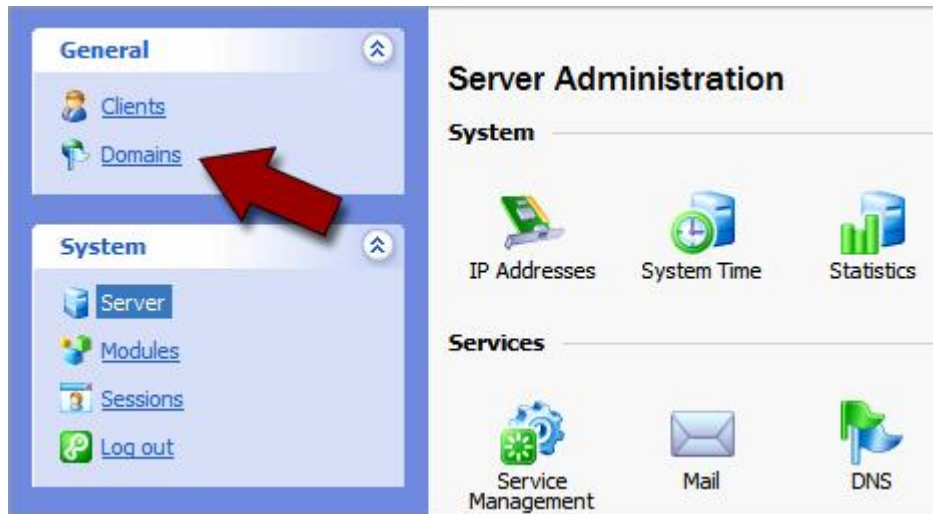 General
Clients
Domains
System
Server
Modules
Sessions
Log out
Server Administration
System
IP Addresses
System Time
Statistics
Services
Service
Management
Mail
DNS